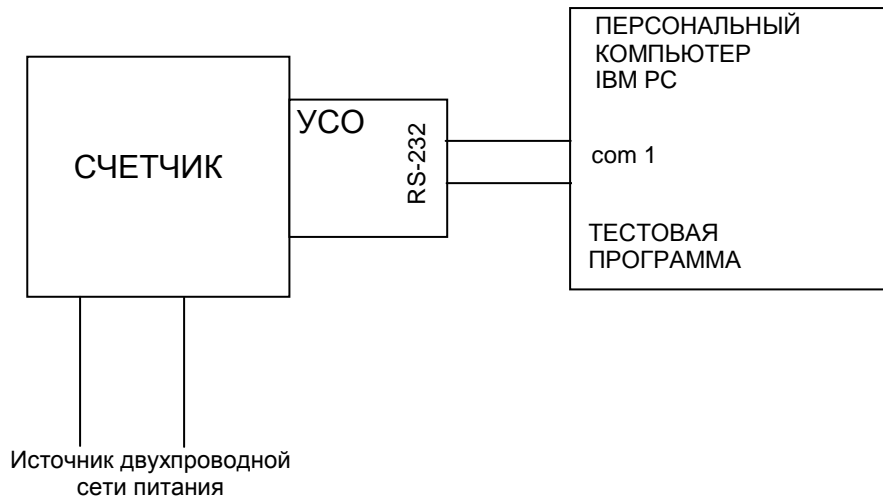 СЧЕТЧИК
УСО
RS-232
ПЕРСОНАЛЬНЫЙ
КОМПЬЮТЕР
IBM PC
com 1
ТЕСТОВАЯ
ПРОГРАММА
Источник двухпроводной
сети питания